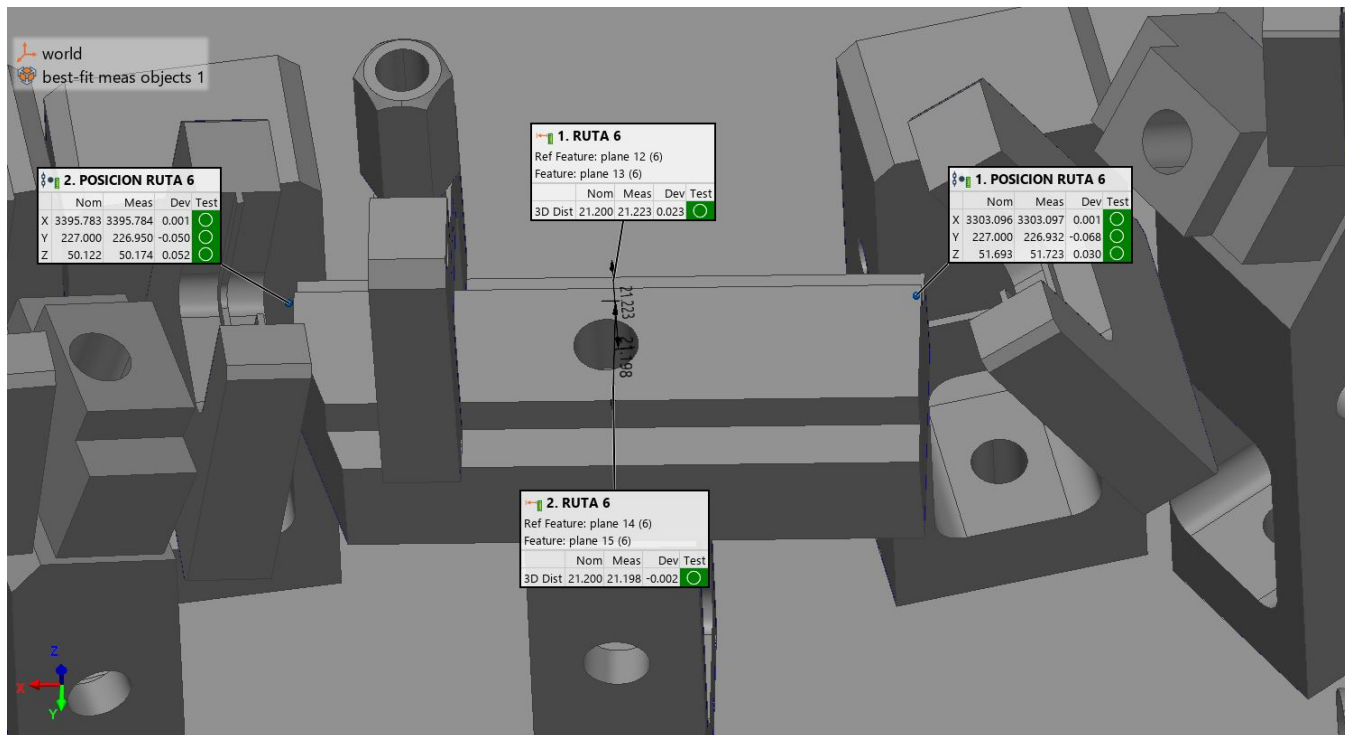 world
best-fit meas objects 1
1. RUTA 6
Ref Feature: plane 12 (6)
Feature: plane 13 (6)
Nom Meas Dev Test
3D Dist 21.200 21.223 0.023
2. POSICION RUTA 6
Nom Meas Dev Test
X 3395.783 3395.784 0.001
Y 227.000 226.950 -0.050
Z 50.122 50.174 0.052
1. POSICION RUTA 6
Nom Meas Dev Test
X 3303.096 3303.097 0.001
Y 227.000 226.932 -0.068
Z 51.693 51.723 0.030
21.223
21.198
2. RUTA 6
Ref Feature: plane 14 (6)
Feature: plane 15 (6)
Nom Meas Dev Test
3D Dist 21.200 21.198 -0.002
Z
X
Y